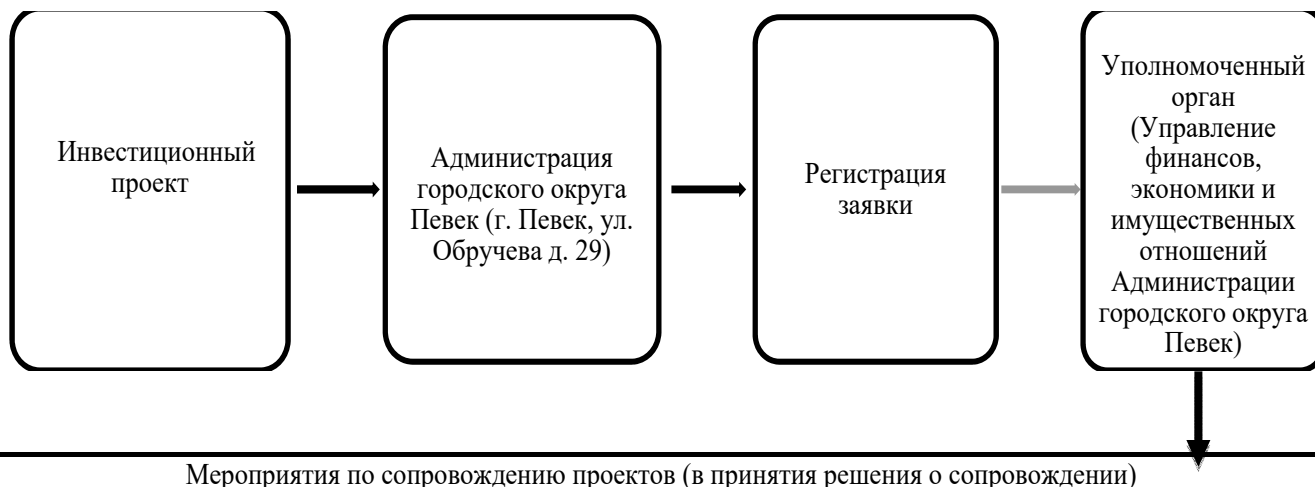 Инвестиционный
проект
Администрация
городского округа
Певек (г. Певек, ул.
Обручева д. 29)
Регистрация
заявки
Уполномоченный
орган
(Управление
финансов,
экономики и
имущественных
отношений
Администрации
городского округа
Певек)
Мероприятия по сопровождению проектов (в принятия решения о сопровождении)